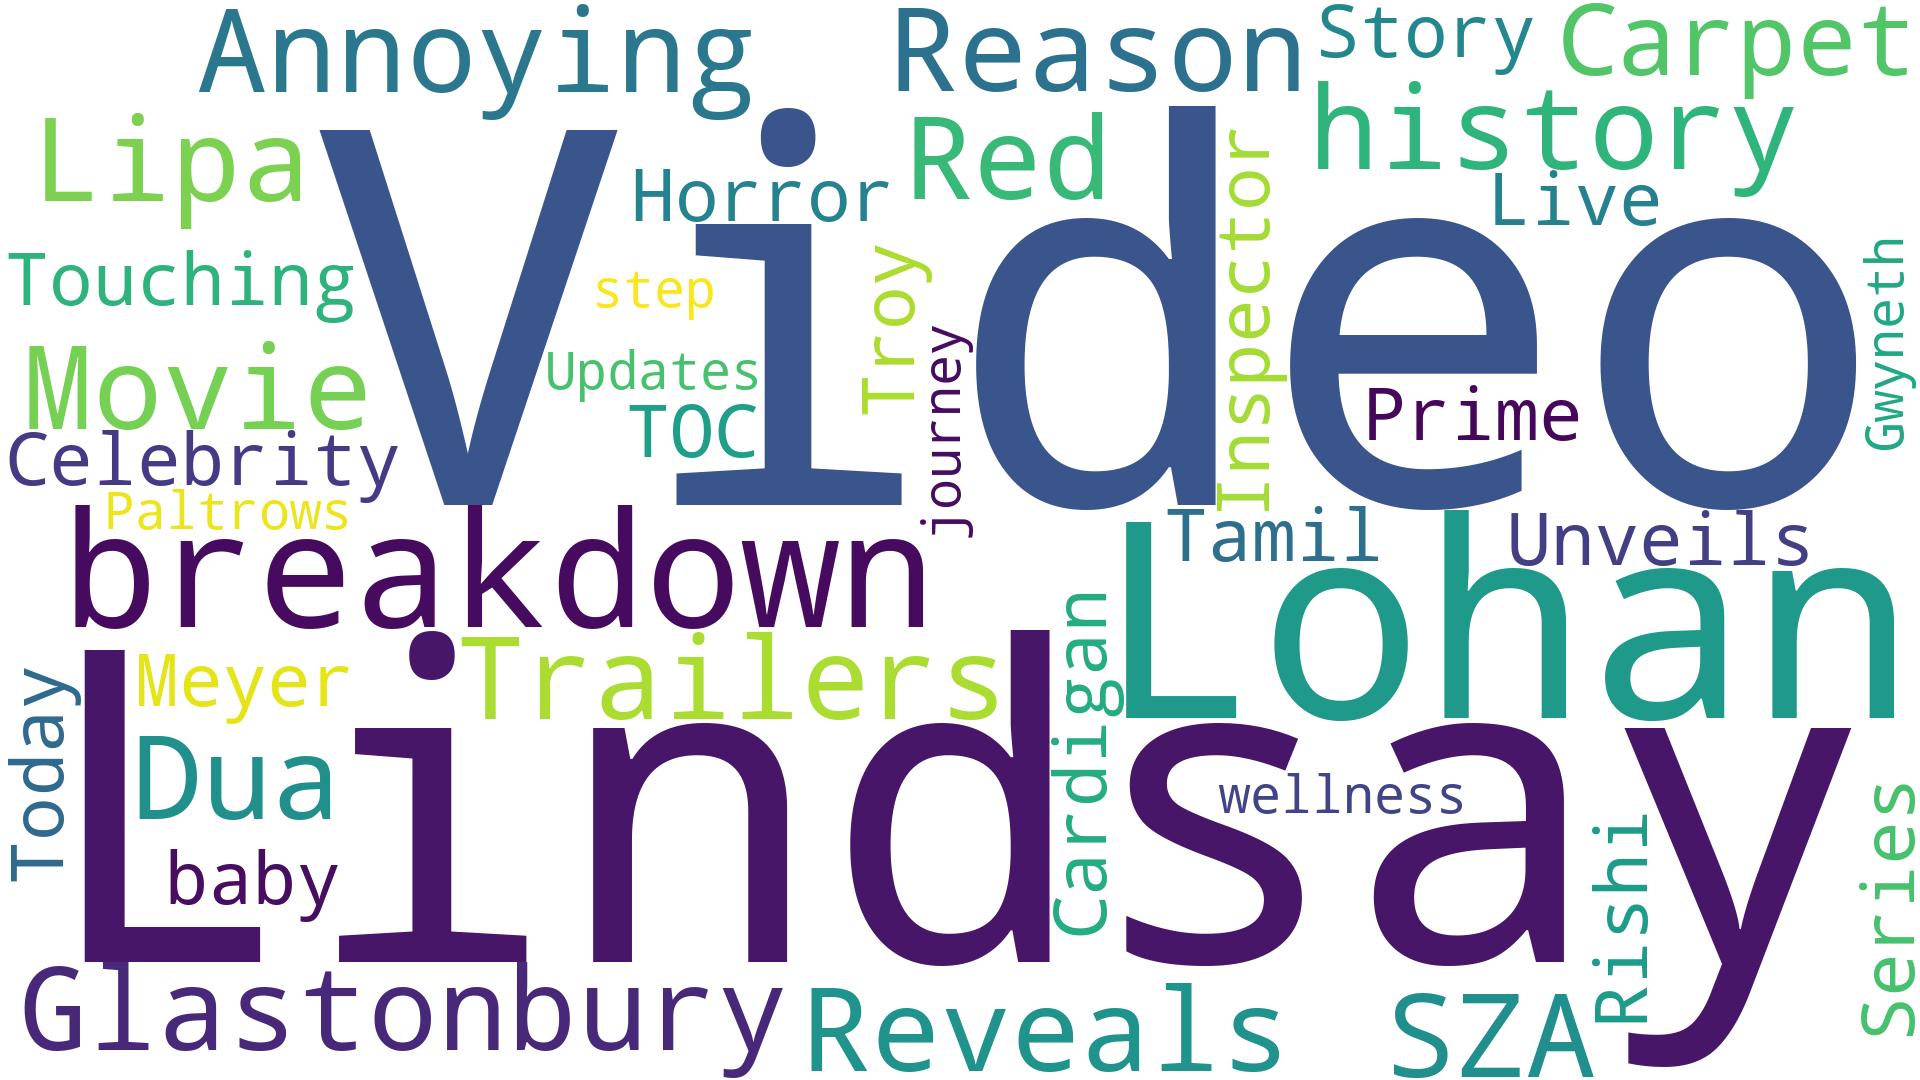 Annoying
Reason
Story
Carpet
Lipa
Video
Horror
Red
Inspector
history
Live
Touching
step
Troy
journey
Gwyneth
Movie
Updates
TOC
Prime
Celebrity
Paltrows
breakdown
Tamil
Unveils
Lohan
Today
Meyer
Trailers
Cardigan
Lindsay
Dua
wellness
baby
Rishi
Series
Glastonbury
Reveals
SZA